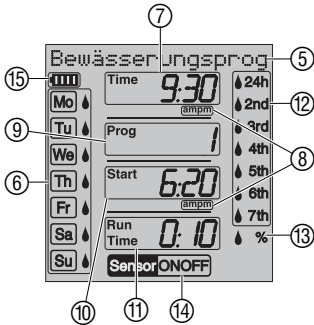 ⑦
Bewässerungsprog ⑤
⑮ Time 9:30 24h
Mo ampm 2nd ⑫
⑨ Tu Prog 1 3rd
We 4th ⑧
⑥ Th Start 6:20 5th
Fr ampm 6th
Sa Run Time 0:10 7th
Su % ⑬
Sensor ONOFF
⑩ ⑪ ⑭